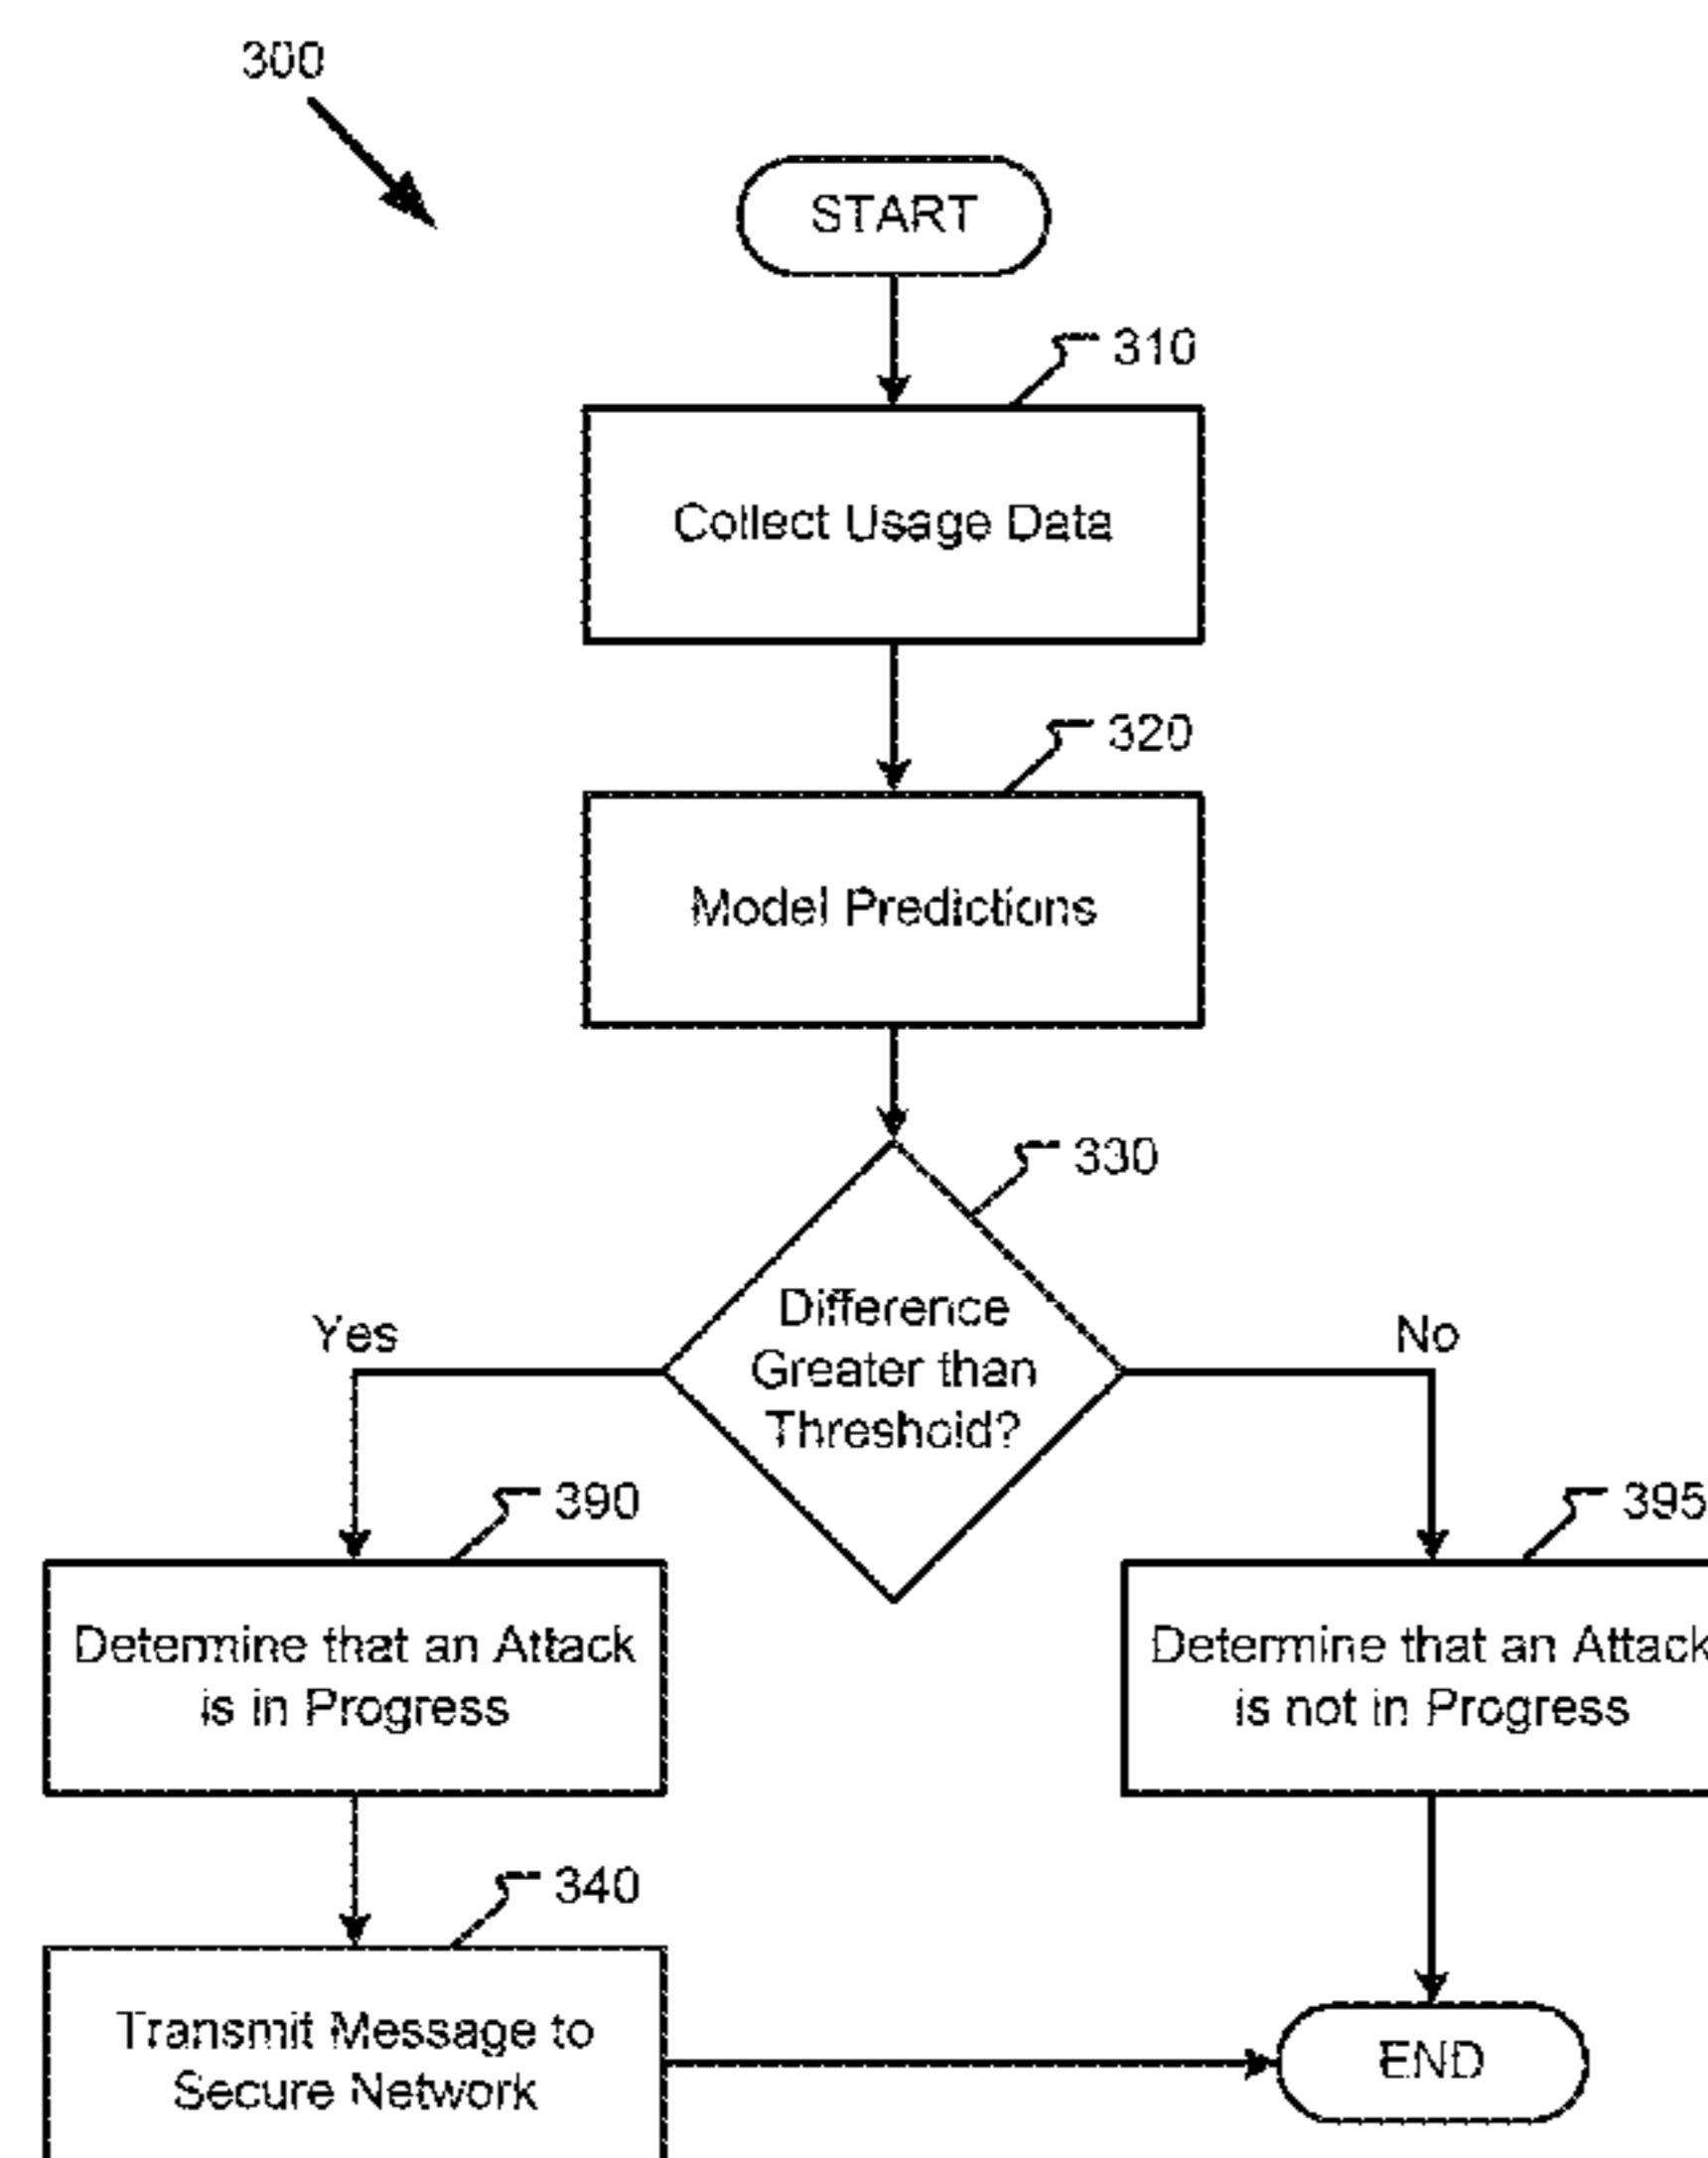 300
START
310
Collect Usage Data
320
Model Predictions
330
Difference
Greater than
Threshold?
Yes
No
390
Determine that an Attack
is in Progress
395
Determine that an Attack
is not in Progress
340
Transmit Message to
Secure Network
END